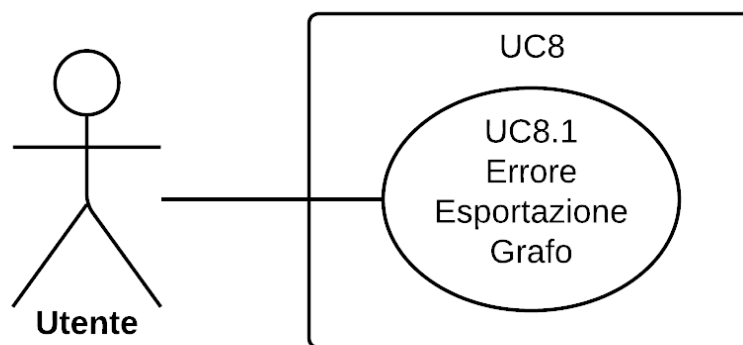 UC8
UC8.1
Errore
Esportazione
Grafo
Utente